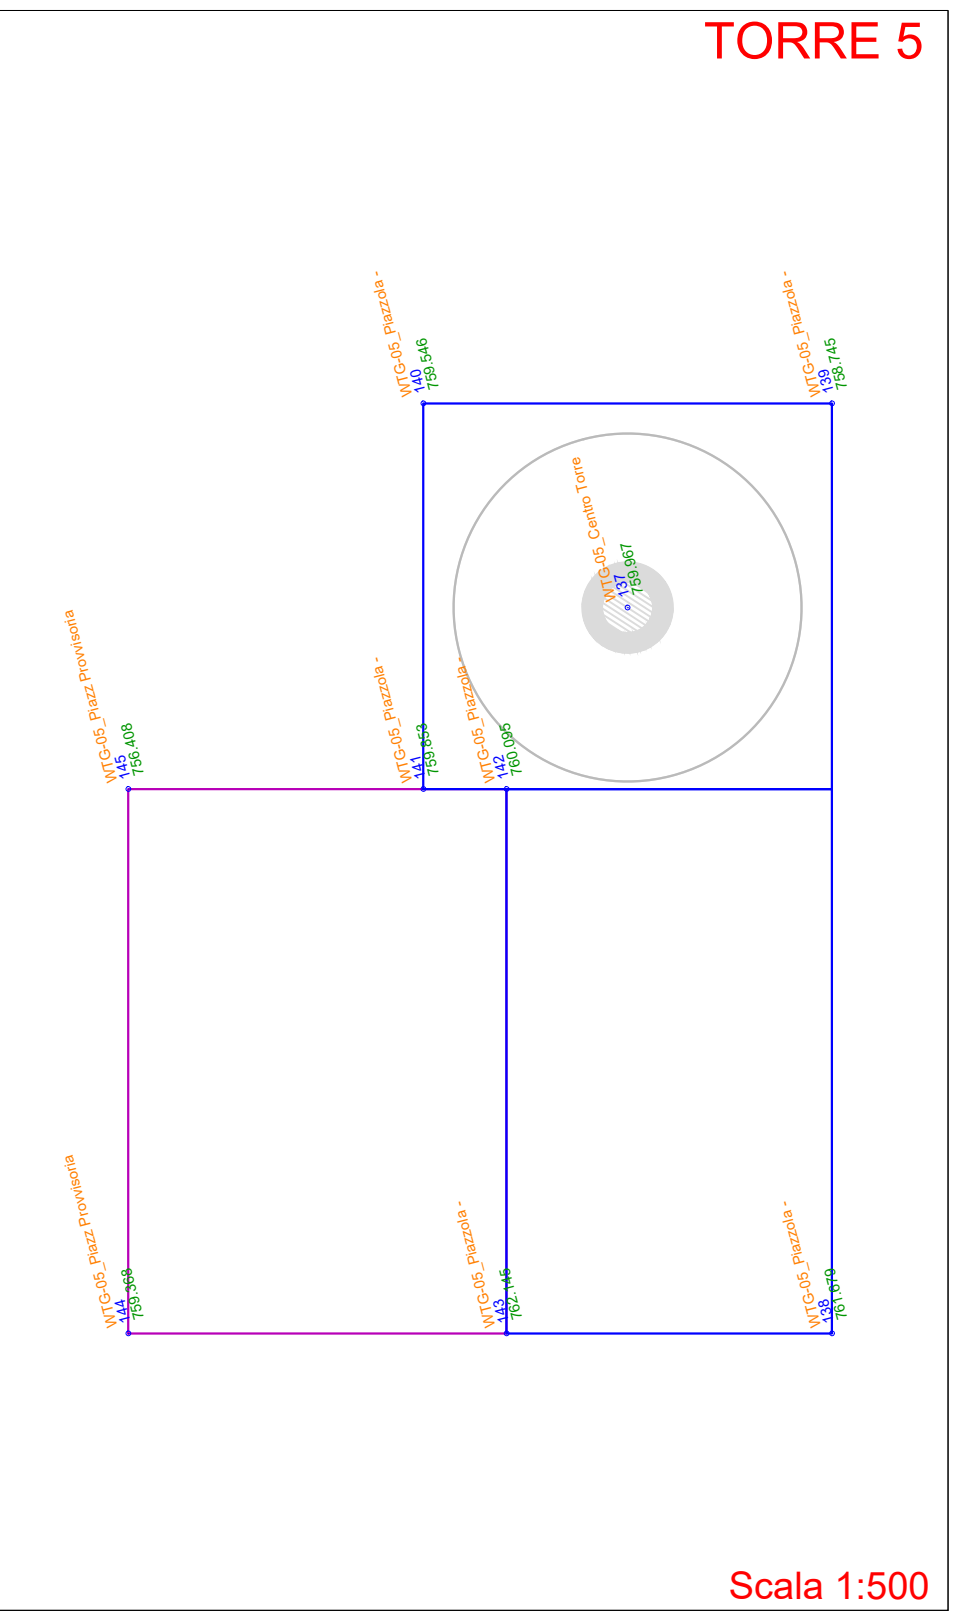 TORRE 5
WTG-05_Piazzola -
140
759.546
WTG-05_Piazzola -
139
758.745
WTG-05_Centro Torre
137
759.967
WTG-05_Piazz Provvisoria
145
756.408
WTG-05_Piazzola -
141
759.853
WTG-05_Piazzola -
142
760.095
WTG-05_Piazz Provvisoria
144
759.368
WTG-05_Piazzola -
143
762.145
WTG-05_Piazzola -
138
761.679
Scala 1:500